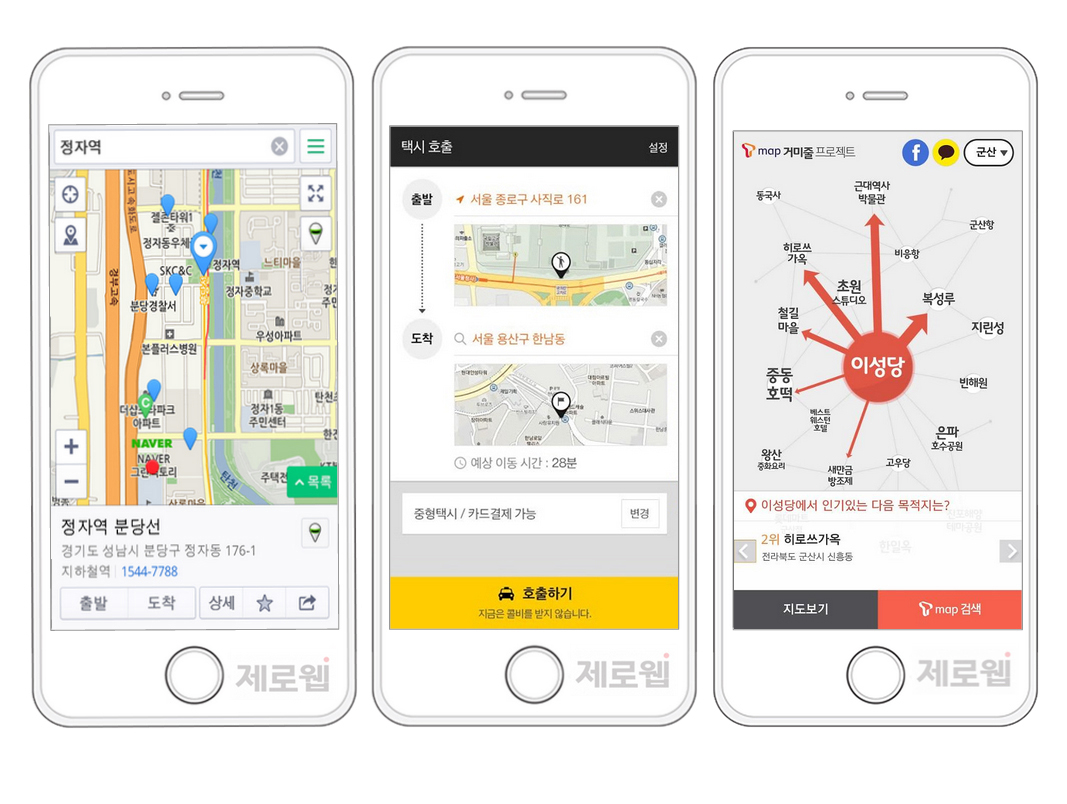 정자역
겔존타워1
정자동우체
SKC&C
분당경찰서
본플러스병원
정자역
느티마을
정자중학교
우성아파트
상록마을
정자1동
주민센터
경부고속
탄천
더샵스타파크
아파트
NAVER
NAVER
그린팩토리
상록마을
주택전
목록
정자역 분당선
경기도 성남시 분당구 정자동 176-1
지하철역 1544-7788
출발 도착 상세
제로웹
택시 호출 설정
출발 서울 종로구 사직로 161
도착 서울 용산구 한남동
예상 이동 시간 : 28분
중형택시 / 카드결제 가능 변경
호출하기
지금은 콜비를 받지 않습니다.
제로웹
T map 거미줄 프로젝트 f 군산
동국사
근대역사
박물관
군산항
히로쓰
가옥
비응항
초원
스튜디오
복성루
철길
마을
지린성
이성당
중동
호떡
빈해원
베스트
웨스턴
호텔
은파
호수공원
왕산
중화요리
새만금
방조제
고우당
이성당에서 인기있는 다음 목적지는?
2위 히로쓰가옥
전라북도 군산시 신흥동
한일옥
지도보기 T map 검색
제로웹